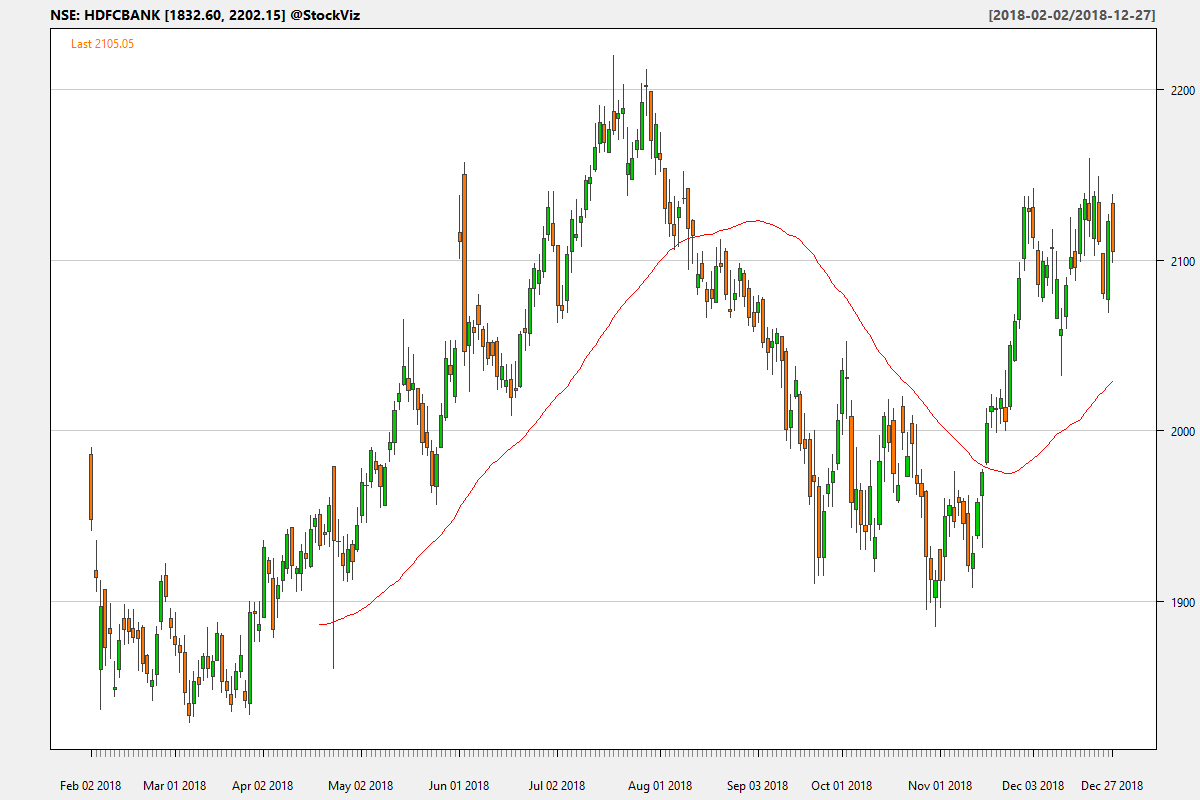 NSE: HDFCBANK [1832.60, 2202.15] @StockViz
[2018-02-02/2018-12-27]
Last 2105.05
2200
2100
2000
1900
Feb 02 2018
Mar 01 2018
Apr 02 2018
May 02 2018
Jun 01 2018
Jul 02 2018
Aug 01 2018
Sep 03 2018
Oct 01 2018
Nov 01 2018
Dec 03 2018
Dec 27 2018